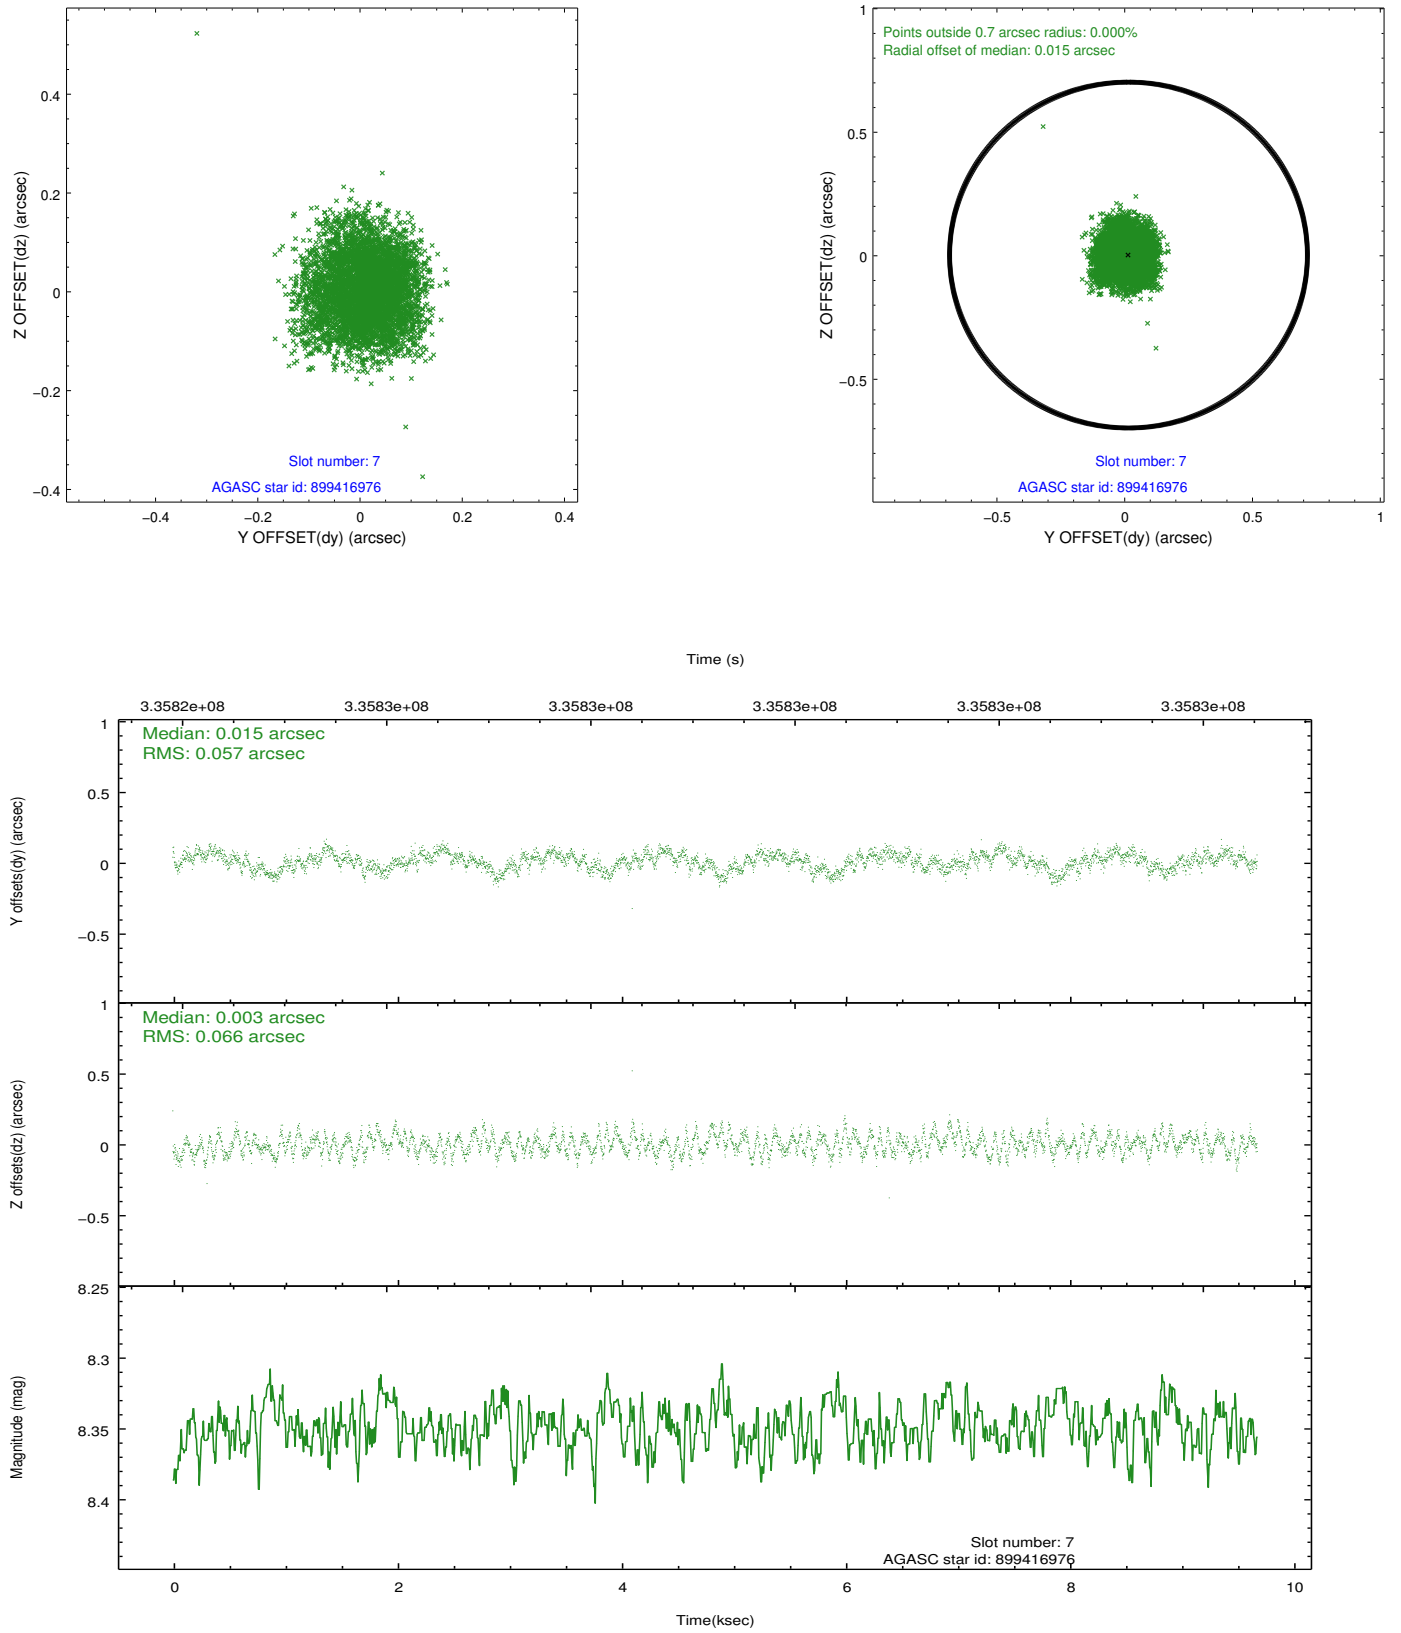 0.4
0.2
0
−0.2
−0.4
Z OFFSET(dz) (arcsec)
Slot number: 7
AGASC star id: 899416976
−0.4
−0.2
0
0.2
0.4
Y OFFSET(dy) (arcsec)
1
0.5
0
−0.5
Z OFFSET(dz) (arcsec)
Points outside 0.7 arcsec radius: 0.000%
Radial offset of median: 0.015 arcsec
Slot number: 7
AGASC star id: 899416976
−0.5
0
0.5
1
Y OFFSET(dy) (arcsec)
Time (s)
3.3582e+08
3.3583e+08
3.3583e+08
3.3583e+08
3.3583e+08
3.3583e+08
1
0.5
0
−0.5
Y offsets(dy) (arcsec)
Median: 0.015 arcsec
RMS: 0.057 arcsec
1
0.5
0
−0.5
Z offsets(dz) (arcsec)
Median: 0.003 arcsec
RMS: 0.066 arcsec
8.25
8.3
8.35
8.4
Magnitude (mag)
Slot number: 7
AGASC star id: 899416976
0
2
4
6
8
10
Time(ksec)